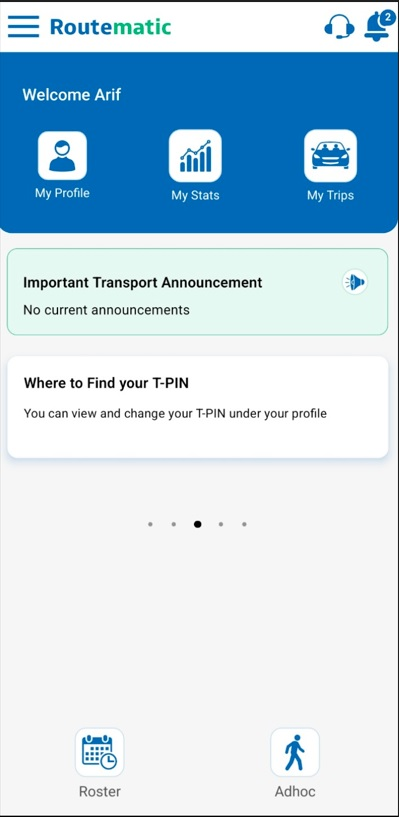 Routematic
2
Welcome Arif
My Profile
My Stats
My Trips
Important Transport Announcement
No current announcements
Where to Find your T-PIN
You can view and change your T-PIN under your profile
Roster
Adhoc